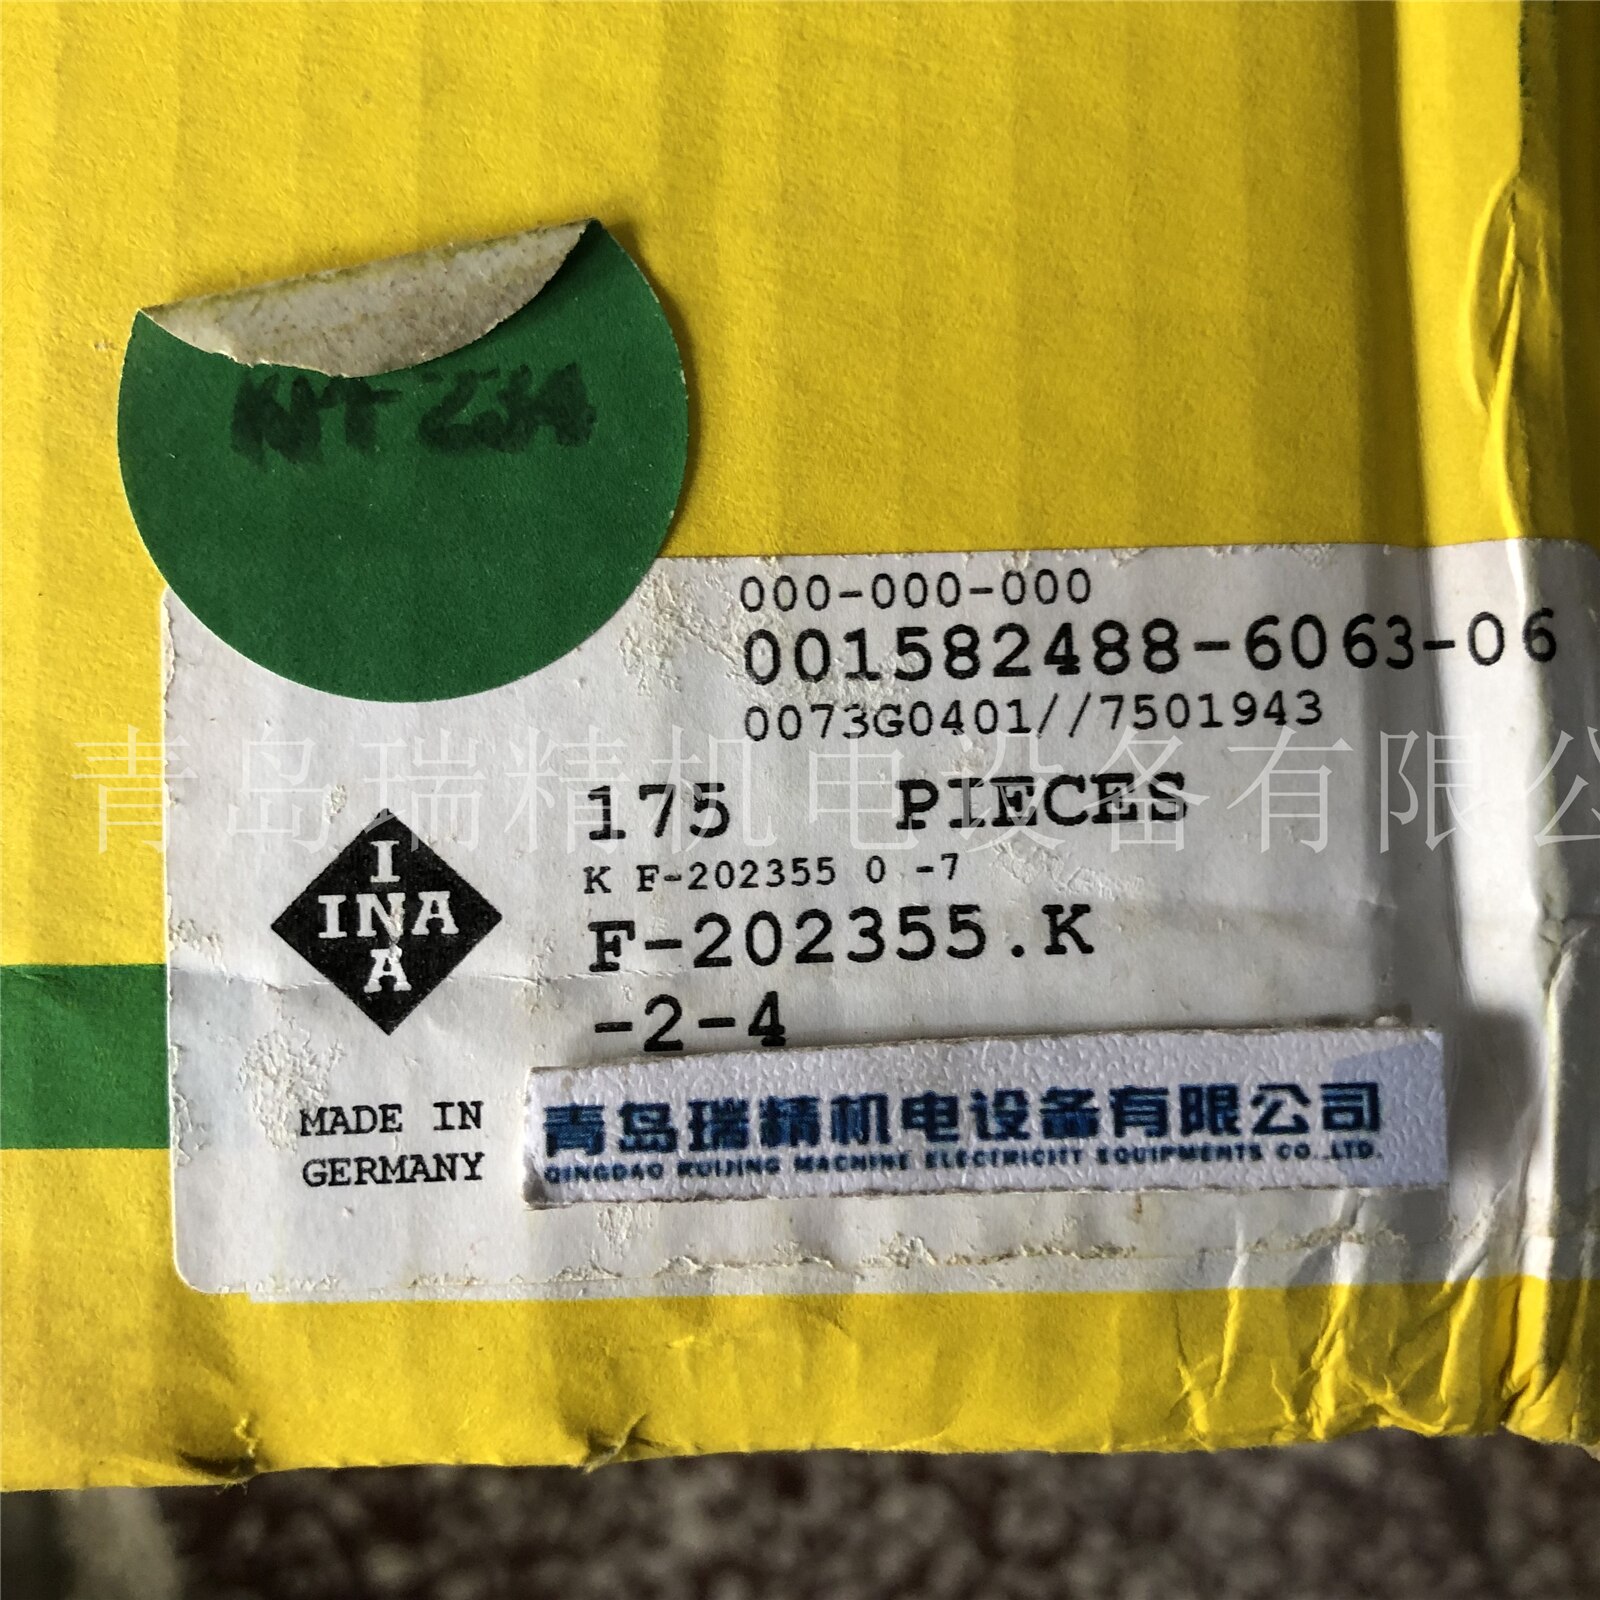 000-000-000
001582488-6063-06
0073G0401//7501943
青岛瑞精机电设备有限公
175 PIECES
K F-202355 0 -7
I
INA
A
F-202355.K
-2-4
MADE IN
GERMANY
青岛瑞精机电设备有限公司
QINGDAO RUIJING MACHINE ELECTRICITY EQUIPMENTS CO.,LTD.